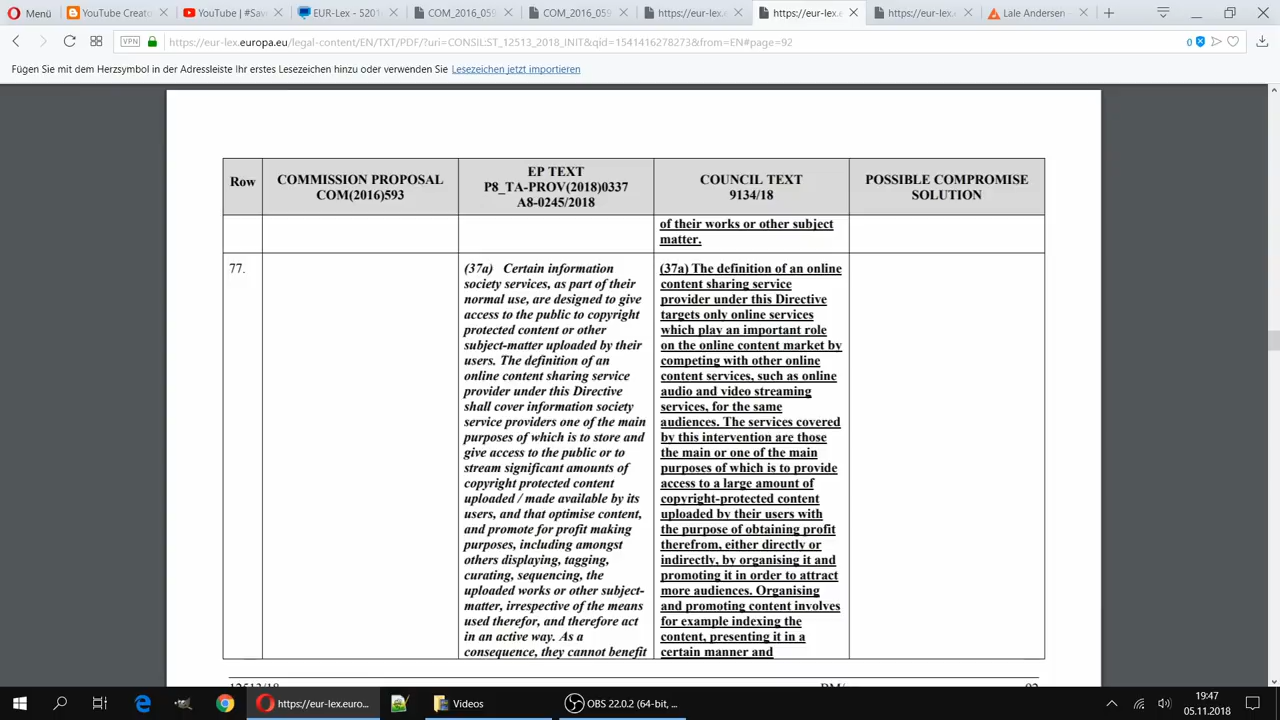 Menü
YouTube Creato
YouTube | #Save
EUR-Lex - 5201
COM_2016_059
COM_2016_059
https://eur-lex.e
https://eur-lex.e
https://eur-lex.
Lale Andersen -
VPN
https://eur-lex.europa.eu/legal-content/EN/TXT/PDF/?uri=CONSIL:ST_12513_2018_INIT&qid=1541416278273&from=EN#page=92
0
Fügen Sie mit dem Herzsymbol in der Adressleiste Ihr erstes Lesezeichen hinzu oder verwenden Sie Lesezeichen jetzt importieren
Row
COMMISSION PROPOSAL
COM(2016)593
EP TEXT
P8_TA-PROV(2018)0337
A8-0245/2018
COUNCIL TEXT
9134/18
POSSIBLE COMPROMISE
SOLUTION
of their works or other subject
matter.
77.
(37a) Certain information
society services, as part of their
normal use, are designed to give
access to the public to copyright
protected content or other
subject-matter uploaded by their
users. The definition of an
online content sharing service
provider under this Directive
shall cover information society
service providers one of the main
purposes of which is to store and
give access to the public or to
stream significant amounts of
copyright protected content
uploaded / made available by its
users, and that optimise content,
and promote for profit making
purposes, including amongst
others displaying, tagging,
curating, sequencing, the
uploaded works or other subject-
matter, irrespective of the means
used therefor, and therefore act
in an active way. As a
consequence, they cannot benefit
(37a) The definition of an online
content sharing service
provider under this Directive
targets only online services
which play an important role
on the online content market by
competing with other online
content services, such as online
audio and video streaming
services, for the same
audiences. The services covered
by this intervention are those
the main or one of the main
purposes of which is to provide
access to a large amount of
copyright-protected content
uploaded by their users with
the purpose of obtaining profit
therefrom, either directly or
indirectly, by organising it and
promoting it in order to attract
more audiences. Organising
and promoting content involves
for example indexing the
content, presenting it in a
certain manner and
12513/18
92
https://eur-lex.euro...
Videos
OBS 22.0.2 (64-bit, ...
19:47
05.11.2018